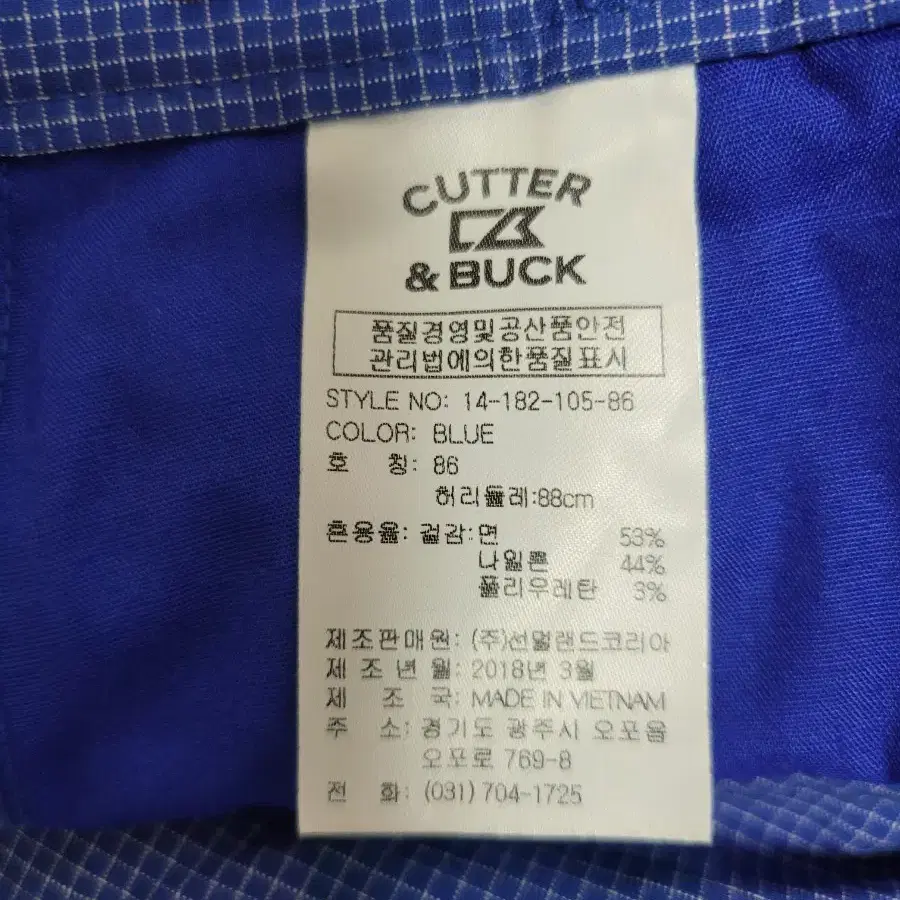 CUTTER
& BUCK
품질경영및공산품안전
관리법에의한품질표시
STYLE NO: 14-182-105-86
COLOR: BLUE
호 칭: 86
허리둘레:88cm
혼용율: 겉감:면 53%
나일론 44%
폴리우레탄 3%
제조판매원: (주)선덜랜드코리아
제 조 년 월: 2018년 3월
제 조 국: MADE IN VIETNAM
주 소: 경기도 광주시 오포읍
오포로 769-8
전 화: (031) 704-1725